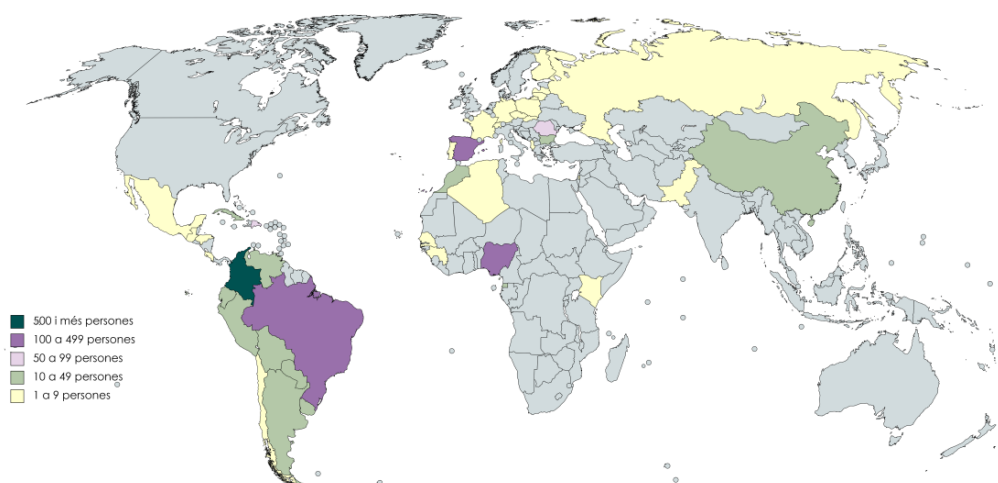 500 i més persones
100 a 499 persones
50 a 99 persones
10 a 49 persones
1 a 9 persones